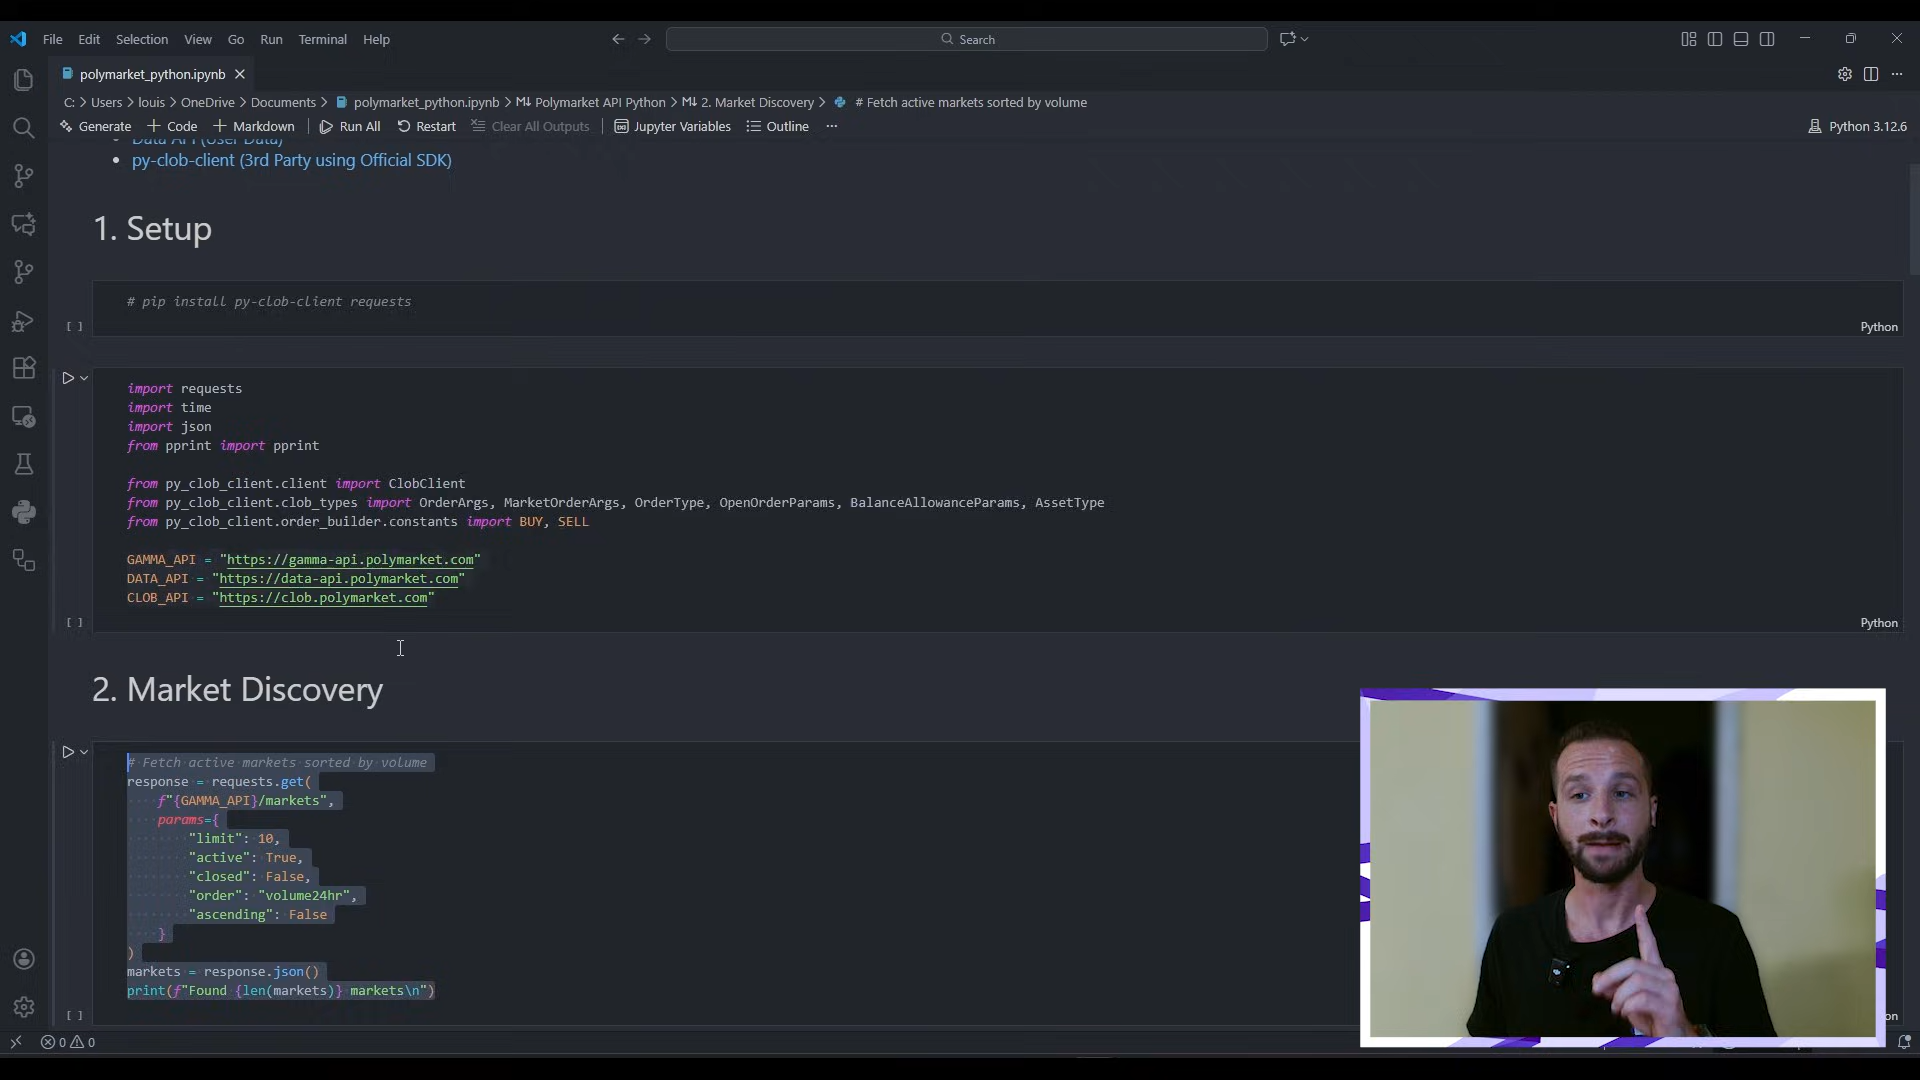 File Edit Selection View Go Run Terminal Help
Search
polymarket_python.ipynb
C: > Users > louis > OneDrive > Documents > polymarket_python.ipynb > M↓ Polymarket API Python > M↓ 2. Market Discovery > # Fetch active markets sorted by volume
Generate + Code + Markdown Run All Restart Clear All Outputs Jupyter Variables Outline ... Python 3.12.6
• Data API (User Data)
• py-clob-client (3rd Party using Official SDK)
1. Setup
# pip install py-clob-client requests
[ ] Python
import requests
import time
import json
from pprint import pprint
from py_clob_client.client import ClobClient
from py_clob_client.clob_types import OrderArgs, MarketOrderArgs, OrderType, OpenOrderParams, BalanceAllowanceParams, AssetType
from py_clob_client.order_builder.constants import BUY, SELL
GAMMA_API = "https://gamma-api.polymarket.com"
DATA_API = "https://data-api.polymarket.com"
CLOB_API = "https://clob.polymarket.com"
[ ] Python
2. Market Discovery
# Fetch active markets sorted by volume
response = requests.get(
f"{GAMMA_API}/markets",
params={
"limit": 10,
"active": True,
"closed": False,
"order": "volume24hr",
"ascending": False
}
)
markets = response.json()
print(f"Found {len(markets)} markets\n")
[ ] on
0 0